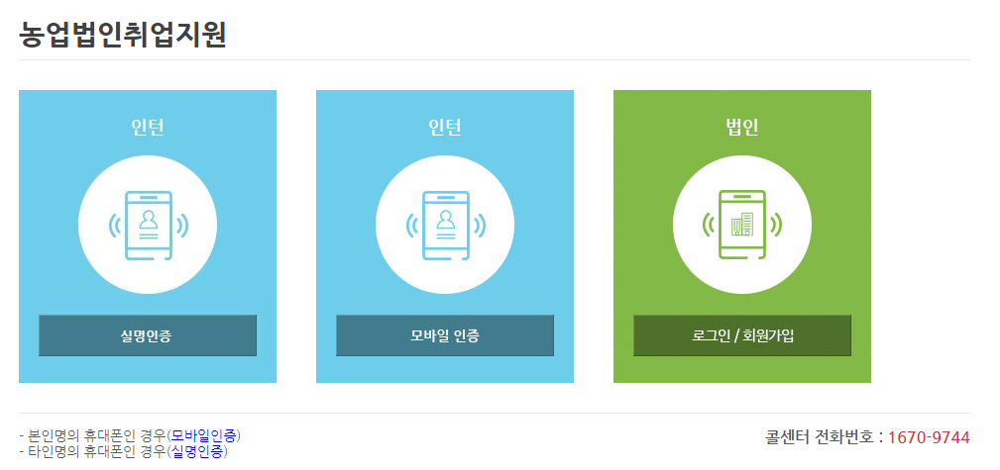 농업법인취업지원
인턴
인턴
법인
실명인증
모바일 인증
로그인 / 회원가입
- 본인명의 휴대폰인 경우(모바일인증)
- 타인명의 휴대폰인 경우(실명인증)
콜센터 전화번호 : 1670-9744